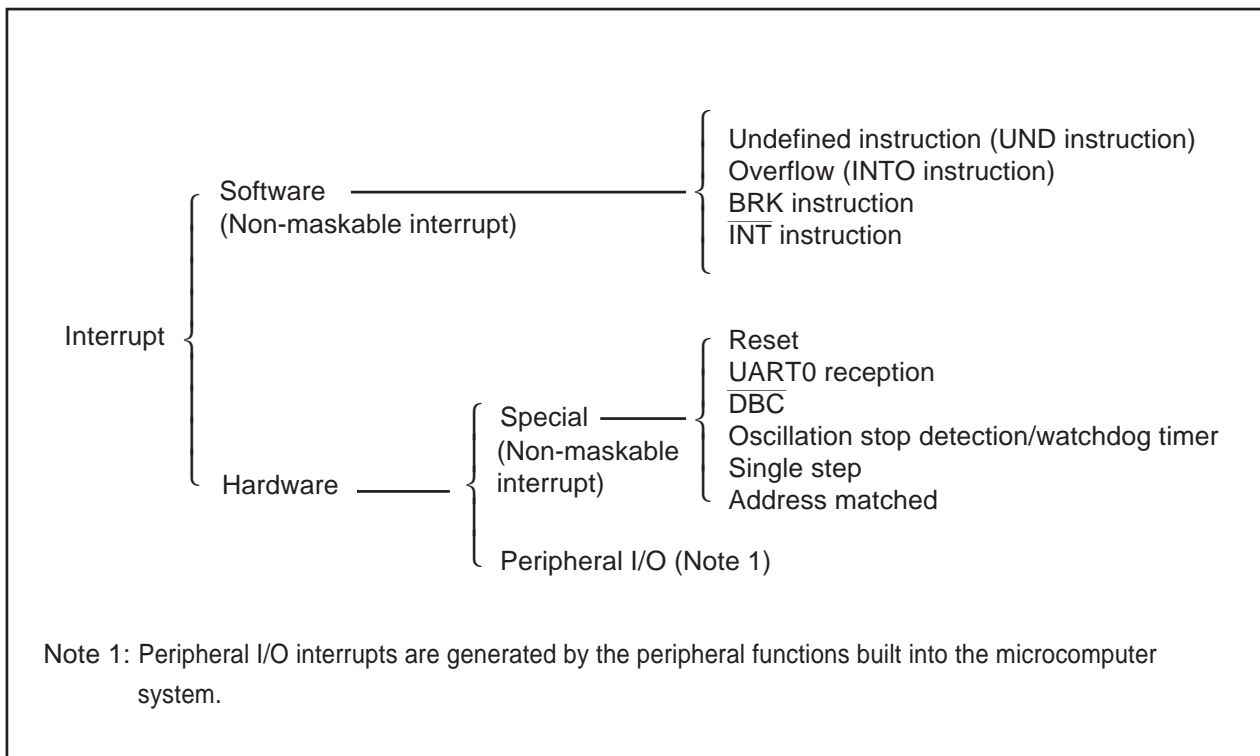 Interrupt
Software
(Non-maskable interrupt)
Undefined instruction (UND instruction)
Overflow (INTO instruction)
BRK instruction
I̅N̅T̅ instruction
Hardware
Special
(Non-maskable
interrupt)
Reset
UART0 reception
D̅B̅C̅
Oscillation stop detection/watchdog timer
Single step
Address matched
Peripheral I/O (Note 1)
Note 1: Peripheral I/O interrupts are generated by the peripheral functions built into the microcomputer
system.